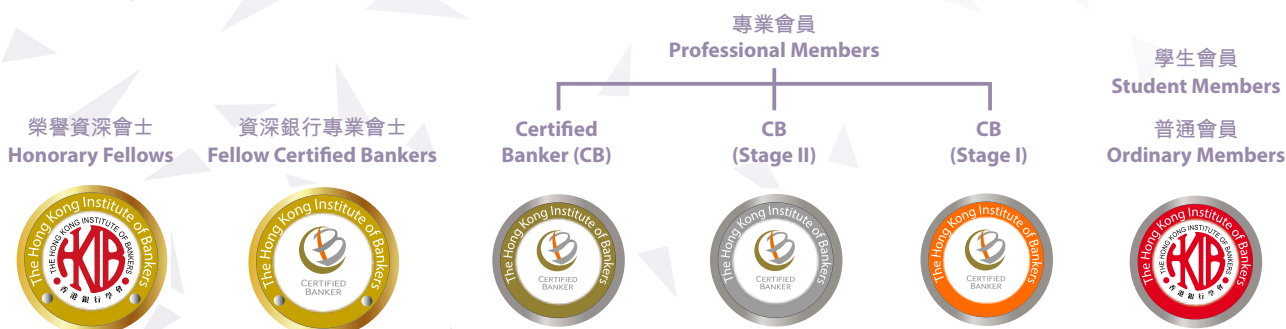 榮譽資深會士
Honorary Fellows
The Hong Kong Institute of Bankers
THE HONG KONG INSTITUTE OF BANKERS
HKIB
香港銀行學會
資深銀行專業會士
Fellow Certified Bankers
The Hong Kong Institute of Bankers
CERTIFIED
BANKER
專業會員
Professional Members
Certified
Banker (CB)
The Hong Kong Institute of Bankers
CERTIFIED
BANKER
CB
(Stage II)
The Hong Kong Institute of Bankers
CERTIFIED
BANKER
CB
(Stage I)
The Hong Kong Institute of Bankers
CERTIFIED
BANKER
學生會員
Student Members
普通會員
Ordinary Members
The Hong Kong Institute of Bankers
THE HONG KONG INSTITUTE OF BANKERS
HKIB
香港銀行學會